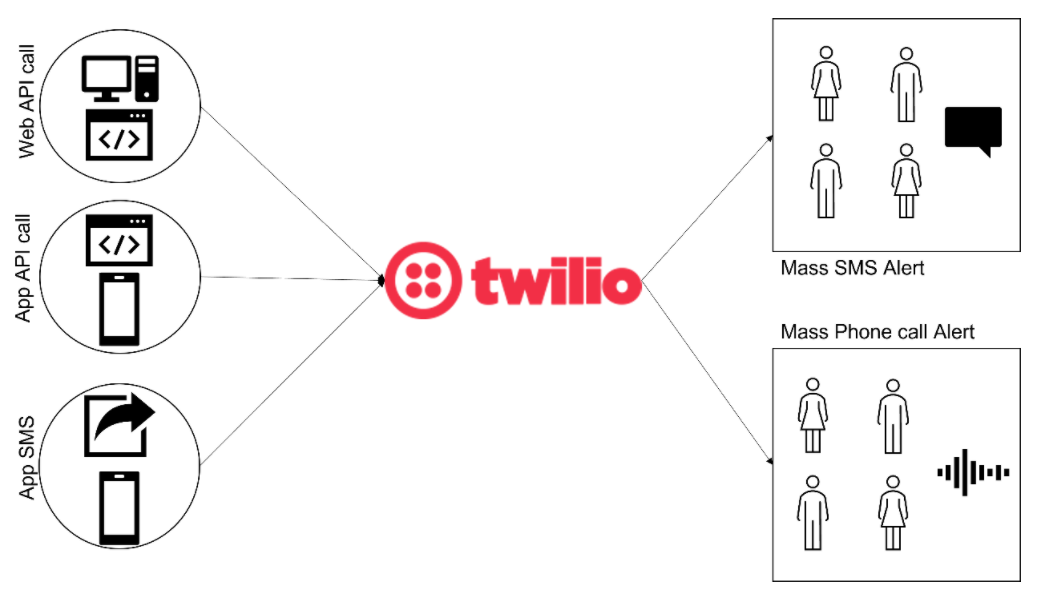 Web API call
App API call
App SMS
twilio
Mass SMS Alert
Mass Phone call Alert